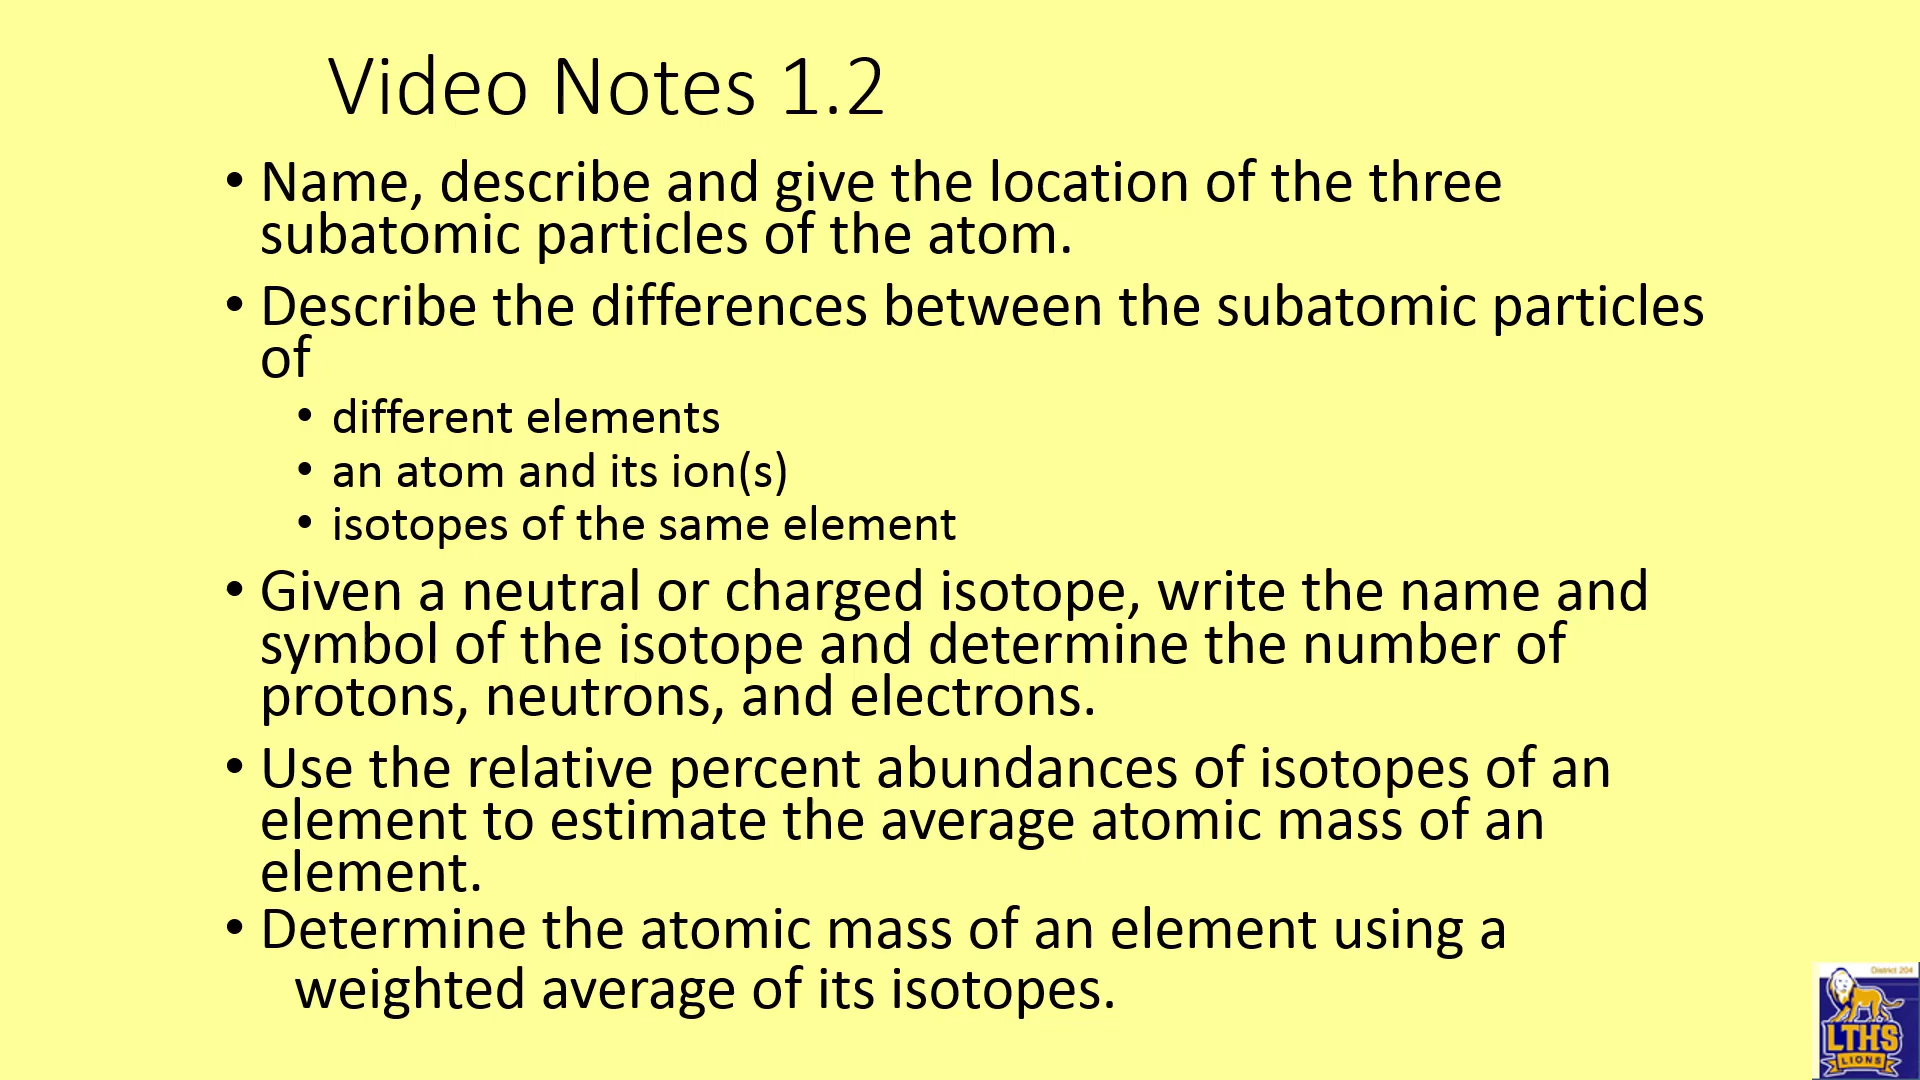 Video Notes 1.2
• Name, describe and give the location of the three
subatomic particles of the atom.
• Describe the differences between the subatomic particles
of
• different elements
• an atom and its ion(s)
• isotopes of the same element
• Given a neutral or charged isotope, write the name and
symbol of the isotope and determine the number of
protons, neutrons, and electrons.
• Use the relative percent abundances of isotopes of an
element to estimate the average atomic mass of an
element.
• Determine the atomic mass of an element using a
weighted average of its isotopes.
District 204
LTHS
LIONS